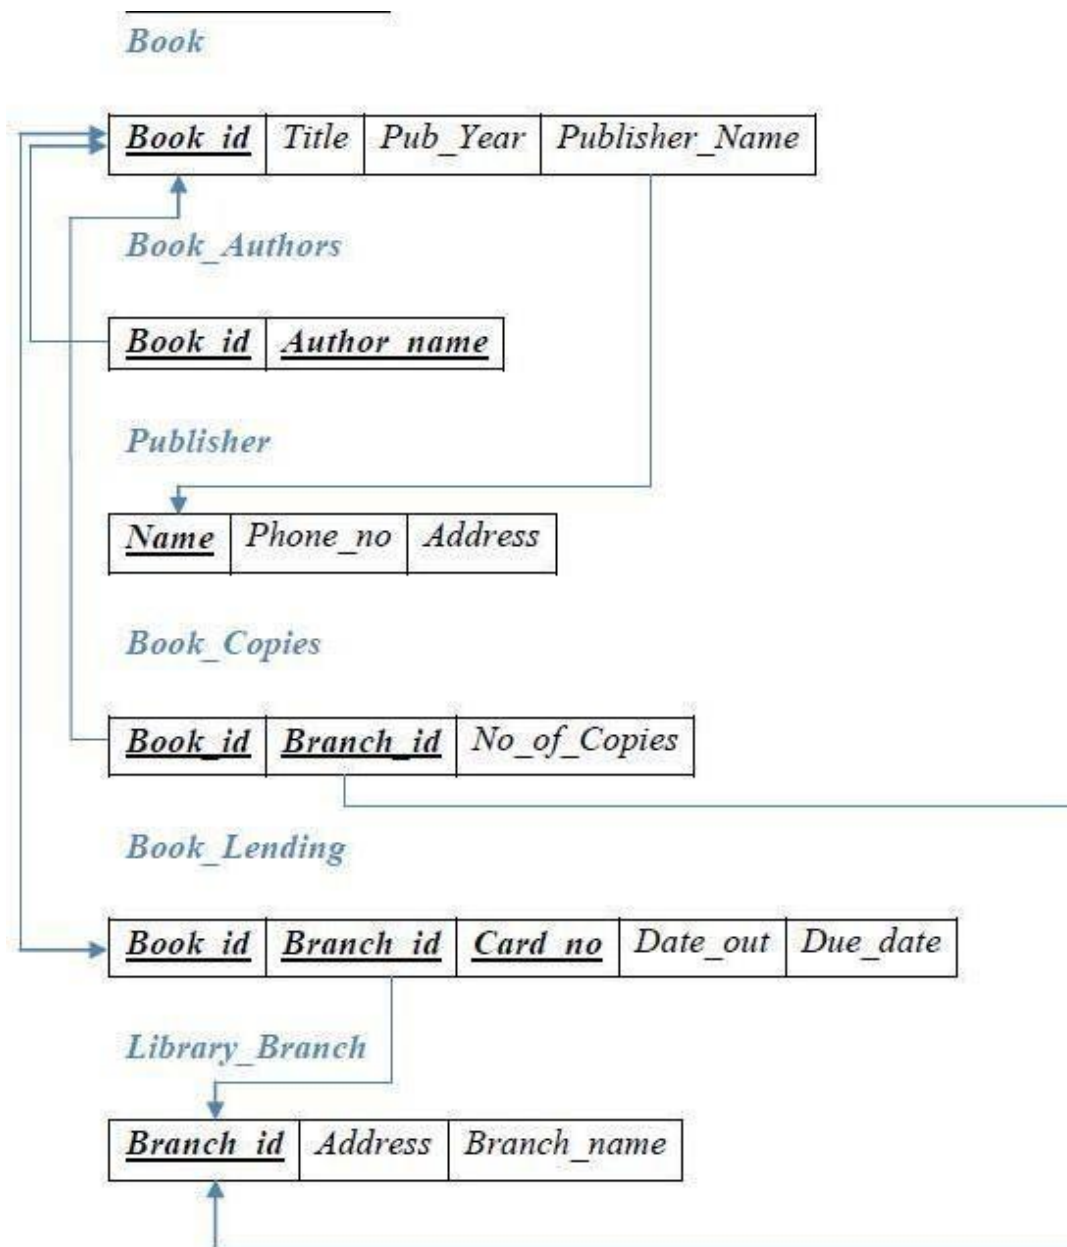 Book
Book_id Title Pub_Year Publisher_Name
Book_Authors
Book_id Author_name
Publisher
Name Phone_no Address
Book_Copies
Book_id Branch_id No_of_Copies
Book_Lending
Book_id Branch_id Card_no Date_out Due_date
Library_Branch
Branch_id Address Branch_name